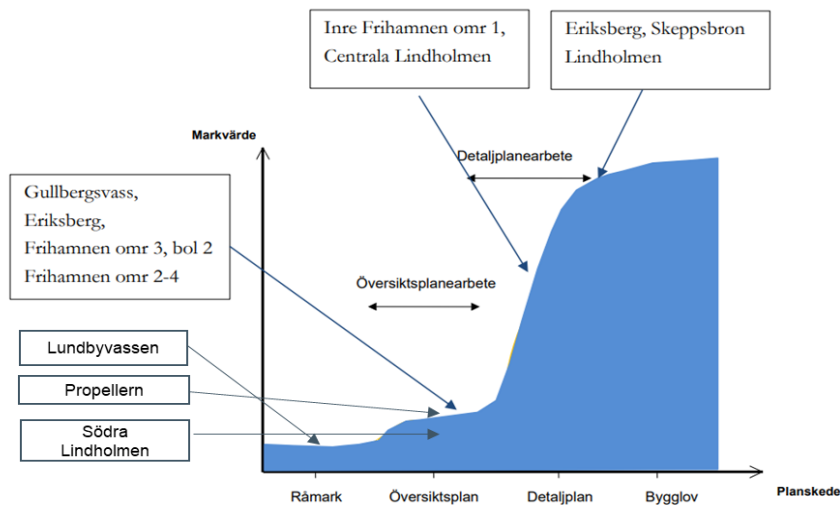 Inre Frihamnen omr 1,
Centrala Lindholmen
Eriksberg, Skeppsbron
Lindholmen
Markvärde
Detaljplanearbete
Gullbergsvass,
Eriksberg,
Frihamnen omr 3, bol 2
Frihamnen omr 2-4
Översiktsplanearbete
Lundbyvassen
Propellern
Södra
Lindholmen
Råmark
Översiktsplan
Detaljplan
Bygglov
Planskede